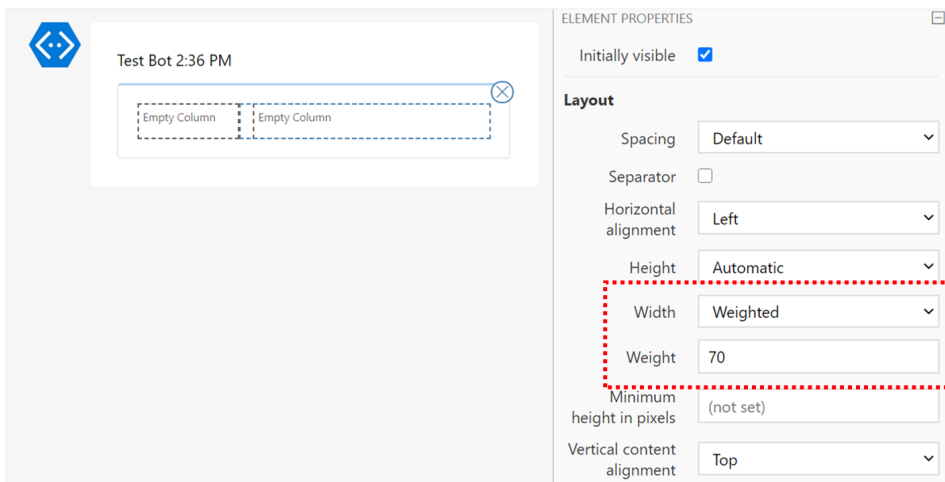 Test Bot 2:36 PM
Empty Column
Empty Column
ELEMENT PROPERTIES
Initially visible
Layout
Spacing Default
Separator
Horizontal
alignment Left
Height Automatic
Width Weighted
Weight 70
Minimum
height in pixels (not set)
Vertical content
alignment Top